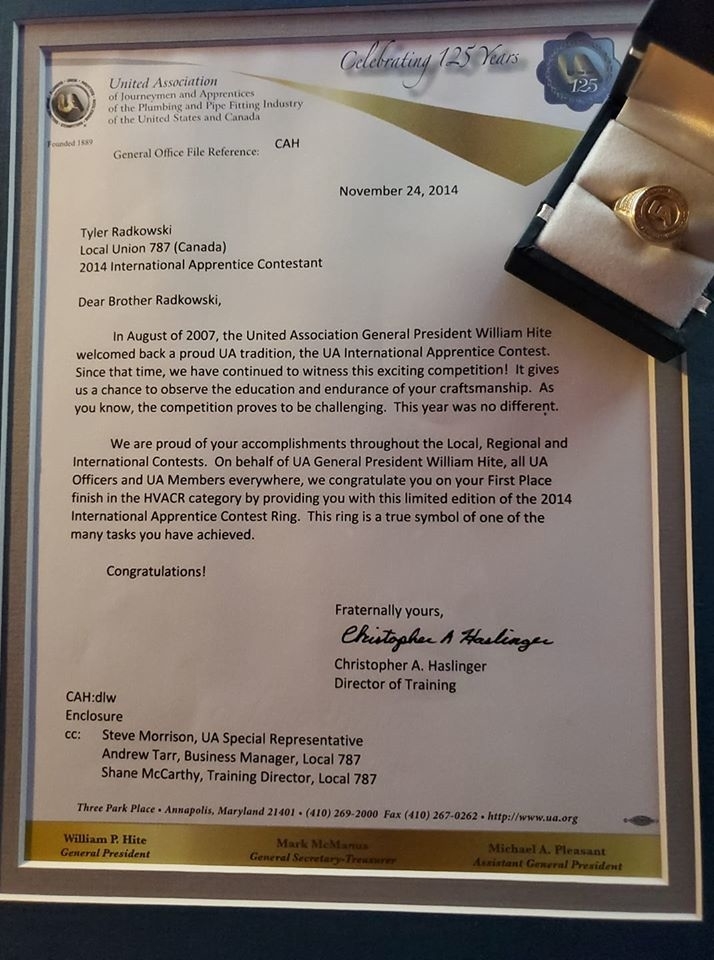 Celebrating 125 Years
UA
125
UA
United Association
of Journeymen and Apprentices
of the Plumbing and Pipe Fitting Industry
of the United States and Canada
Founded 1889
General Office File Reference: CAH
November 24, 2014
Tyler Radkowski
Local Union 787 (Canada)
2014 International Apprentice Contestant
Dear Brother Radkowski,
In August of 2007, the United Association General President William Hite
welcomed back a proud UA tradition, the UA International Apprentice Contest.
Since that time, we have continued to witness this exciting competition! It gives
us a chance to observe the education and endurance of your craftsmanship. As
you know, the competition proves to be challenging. This year was no different.
We are proud of your accomplishments throughout the Local, Regional and
International Contests. On behalf of UA General President William Hite, all UA
Officers and UA Members everywhere, we congratulate you on your First Place
finish in the HVACR category by providing you with this limited edition of the 2014
International Apprentice Contest Ring. This ring is a true symbol of one of the
many tasks you have achieved.
Congratulations!
Fraternally yours,
Christopher A Haslinger
Christopher A. Haslinger
Director of Training
CAH:dlw
Enclosure
cc: Steve Morrison, UA Special Representative
Andrew Tarr, Business Manager, Local 787
Shane McCarthy, Training Director, Local 787
Three Park Place • Annapolis, Maryland 21401 • (410) 269-2000 Fax (410) 267-0262 • http://www.ua.org
William P. Hite
General President
Mark McManus
General Secretary-Treasurer
Michael A. Pleasant
Assistant General President